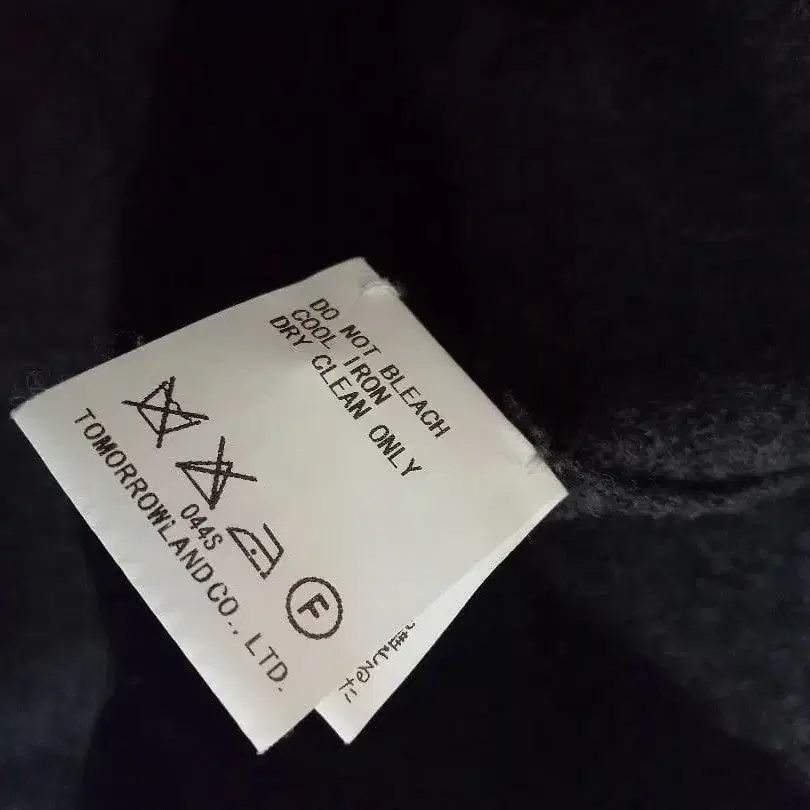 DO NOT BLEACH
COOL IRON
DRY CLEAN ONLY
F
044S
TOMORROWLAND CO., LTD.